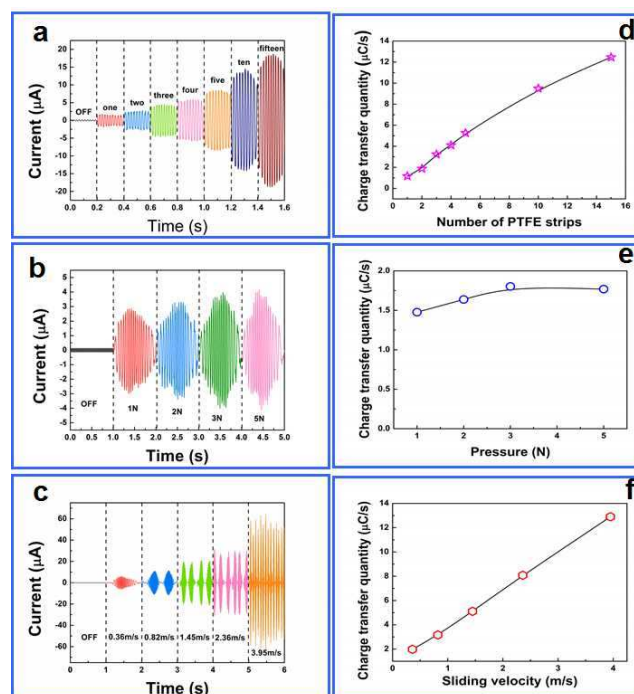 a
25
20
15
10
5
0
-5
-10
-15
-20
Current (μA)
OFF
one
two
three
four
five
ten
fifteen
0.0 0.2 0.4 0.6 0.8 1.0 1.2 1.4 1.6
Time (s)
d
14
12
10
8
6
4
2
0
Charge transfer quantity (μC/s)
0 2 4 6 8 10 12 14 16
Number of PTFE strips
b
5
4
3
2
1
0
-1
-2
-3
-4
-5
Current (μA)
OFF
1N
2N
3N
5N
0.0 0.5 1.0 1.5 2.0 2.5 3.0 3.5 4.0 4.5 5.0
Time (s)
e
2.0
1.5
1.0
0.5
0.0
Charge transfer quantity (μC/s)
1 2 3 4 5
Pressure (N)
c
60
40
20
0
-20
-40
-60
Current (μA)
OFF
0.36m/s
0.82m/s
1.45m/s
2.36m/s
3.95m/s
0 1 2 3 4 5 6
Time (s)
f
14
12
10
8
6
4
2
0
Charge transfer quantity (μC/s)
0 1 2 3 4
Sliding velocity (m/s)